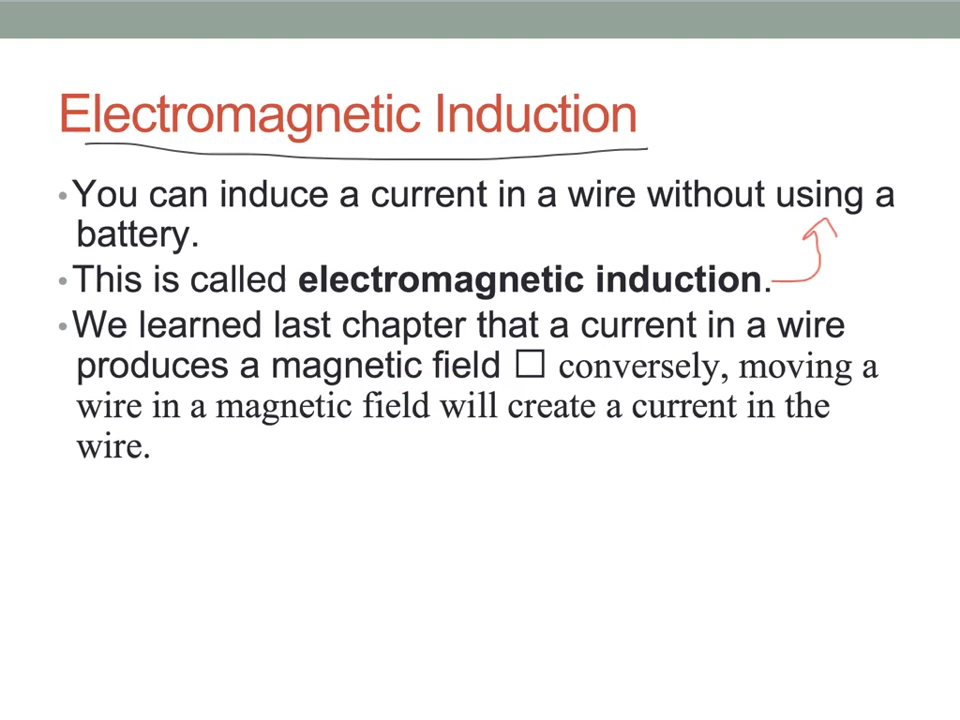 Electromagnetic Induction
•You can induce a current in a wire without using a
battery.
•This is called electromagnetic induction.
•We learned last chapter that a current in a wire
produces a magnetic field □ conversely, moving a
wire in a magnetic field will create a current in the
wire.